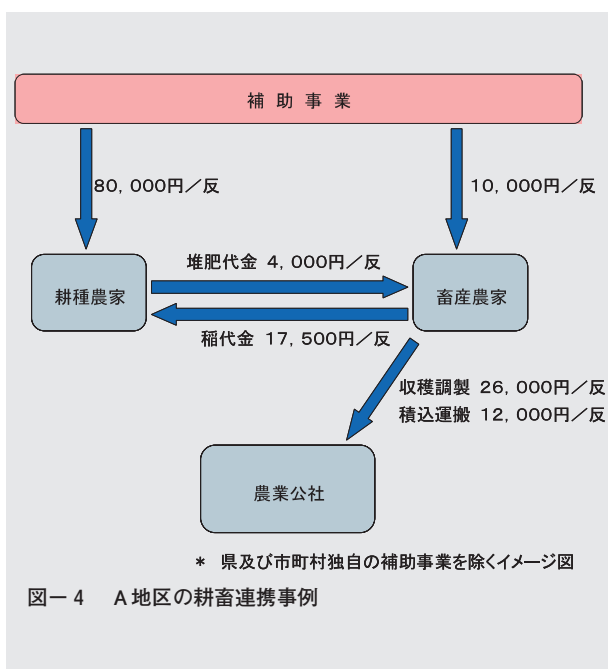 補助事業
80,000円／反
10,000円／反
堆肥代金 4,000円／反
耕種農家
畜産農家
稲代金 17,500円／反
収穫調製 26,000円／反
積込運搬 12,000円／反
農業公社
＊ 県及び市町村独自の補助事業を除くイメージ図
図－4 A地区の耕畜連携事例